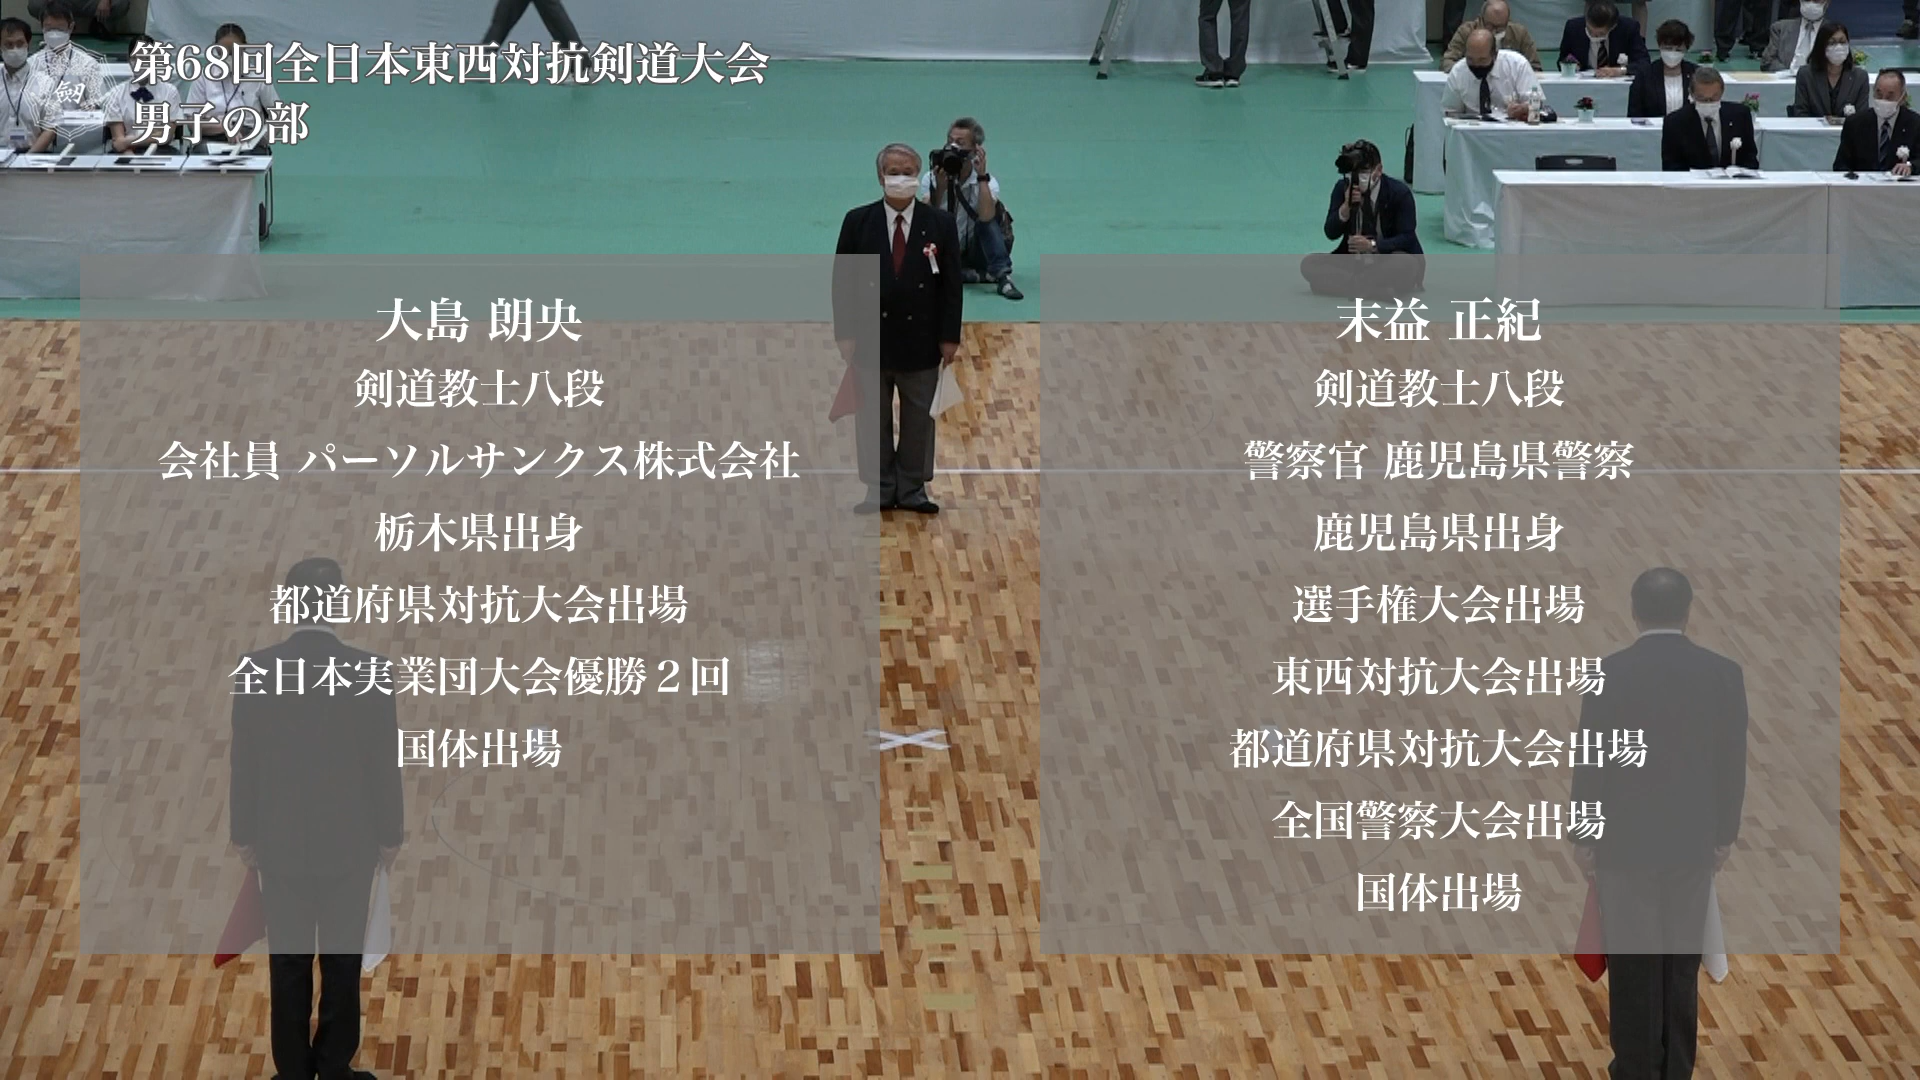 第68回全日本東西対抗剣道大会
男子の部
大島 朗央
剣道教士八段
会社員 パーソルサンクス株式会社
栃木県出身
都道府県対抗大会出場
全日本実業団大会優勝２回
国体出場
末益 正紀
剣道教士八段
警察官 鹿児島県警察
鹿児島県出身
選手権大会出場
東西対抗大会出場
都道府県対抗大会出場
全国警察大会出場
国体出場